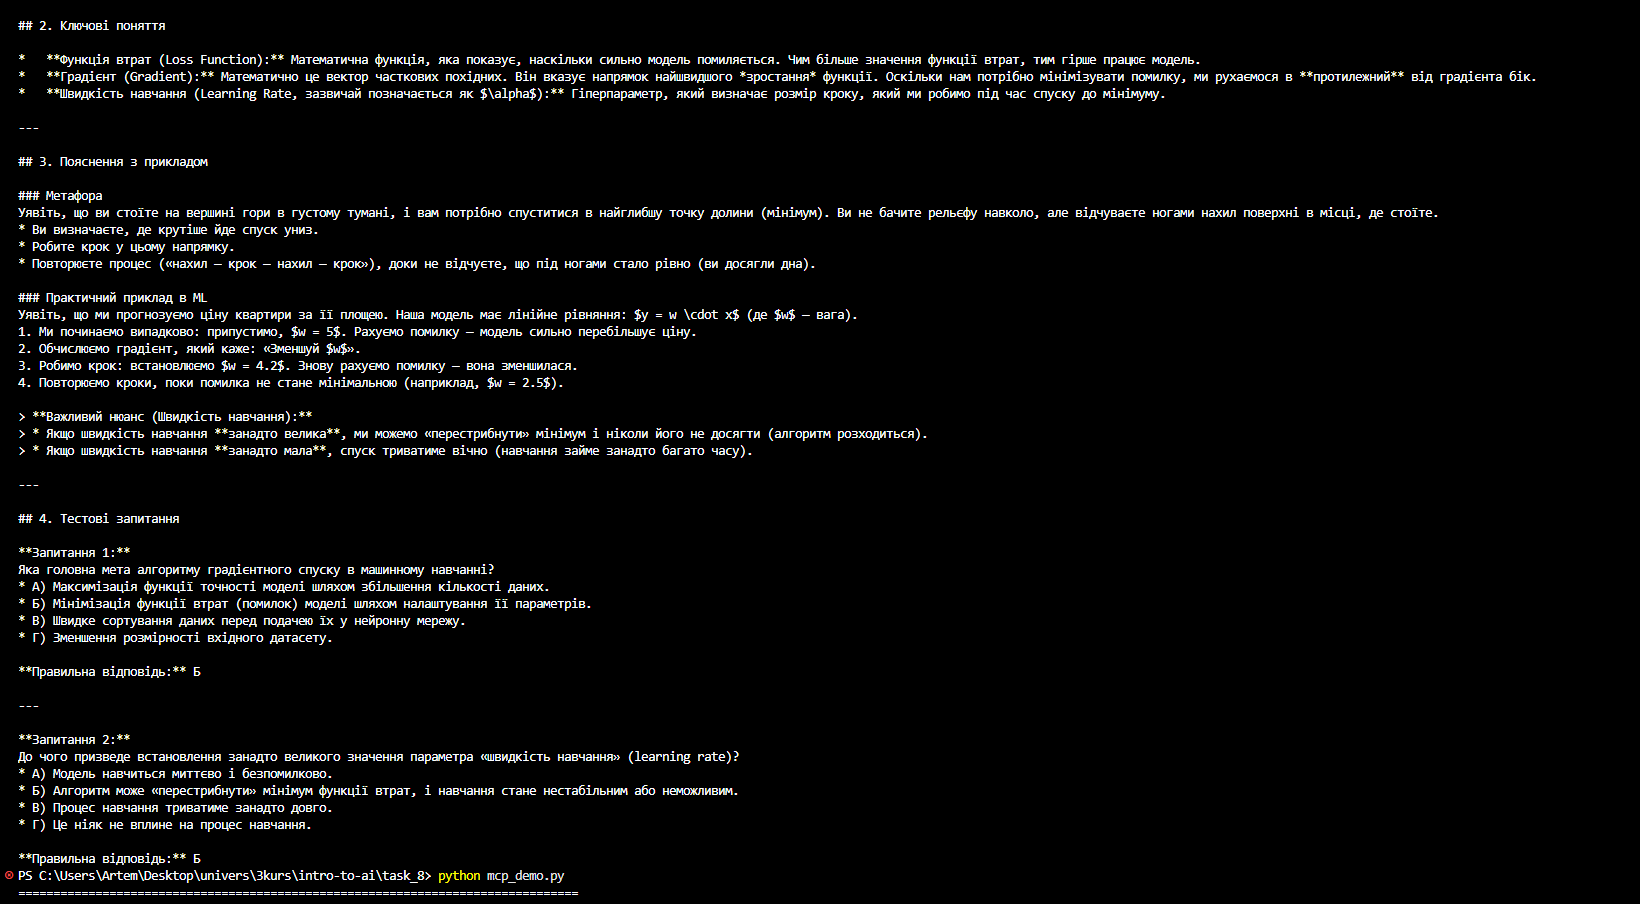 ## 2. Ключові поняття
*   **Функція втрат (Loss Function):** Математична функція, яка показує, наскільки сильно модель помиляється. Чим більше значення функції втрат, тим гірше працює модель.
*   **Градієнт (Gradient):** Математично це вектор часткових похідних. Він вказує напрямок найшвидшого *зростання* функції. Оскільки нам потрібно мінімізувати помилку, ми рухаємося в **протилежний** від градієнта бік.
*   **Швидкість навчання (Learning Rate, зазвичай позначається як $\alpha$):** Гіперпараметр, який визначає розмір кроку, який ми робимо під час спуску до мінімуму.
---
## 3. Пояснення з прикладом
### Метафора
Уявіть, що ви стоїте на вершині гори в густому тумані, і вам потрібно спуститися в найглибшу точку долини (мінімум). Ви не бачите рельєфу навколо, але відчуваєте ногами нахил поверхні в місці, де стоїте.
* Ви визначаєте, де крутіше йде спуск униз.
* Робите крок у цьому напрямку.
* Повторюєте процес («нахил — крок — нахил — крок»), доки не відчуєте, що під ногами стало рівно (ви досягли дна).
### Практичний приклад в ML
Уявіть, що ми прогнозуємо ціну квартири за її площею. Наша модель має лінійне рівняння: $y = w \cdot x$ (де $w$ — вага).
1. Ми починаємо випадково: припустимо, $w = 5$. Рахуємо помилку — модель сильно перебільшує ціну.
2. Обчислюємо градієнт, який каже: «Зменшуй $w$».
3. Робимо крок: встановлюємо $w = 4.2$. Знову рахуємо помилку — вона зменшилася.
4. Повторюємо кроки, поки помилка не стане мінімальною (наприклад, $w = 2.5$).
> **Важливий нюанс (Швидкість навчання):**
> * Якщо швидкість навчання **занадто велика**, ми можемо «перестрибнути» мінімум і ніколи його не досягти (алгоритм розходиться).
> * Якщо швидкість навчання **занадто мала**, спуск триватиме вічно (навчання займе занадто багато часу).
---
## 4. Тестові запитання
**Запитання 1:**
Яка головна мета алгоритму градієнтного спуску в машинному навчанні?
* А) Максимізація функції точності моделі шляхом збільшення кількості даних.
* Б) Мінімізація функції втрат (помилок) моделі шляхом налаштування її параметрів.
* В) Швидке сортування даних перед подачею їх у нейронну мережу.
* Г) Зменшення розмірності вхідного датасету.
**Правильна відповідь:** Б
---
**Запитання 2:**
До чого призведе встановлення занадто великого значення параметра «швидкість навчання» (learning rate)?
* А) Модель навчиться миттєво і безпомилково.
* Б) Алгоритм може «перестрибнути» мінімум функції втрат, і навчання стане нестабільним або неможливим.
* В) Процес навчання триватиме занадто довго.
* Г) Це ніяк не вплине на процес навчання.
**Правильна відповідь:** Б
PS C:\Users\Artem\Desktop\univers\3kurs\intro-to-ai\task_8> python mcp_demo.py
================================================================================